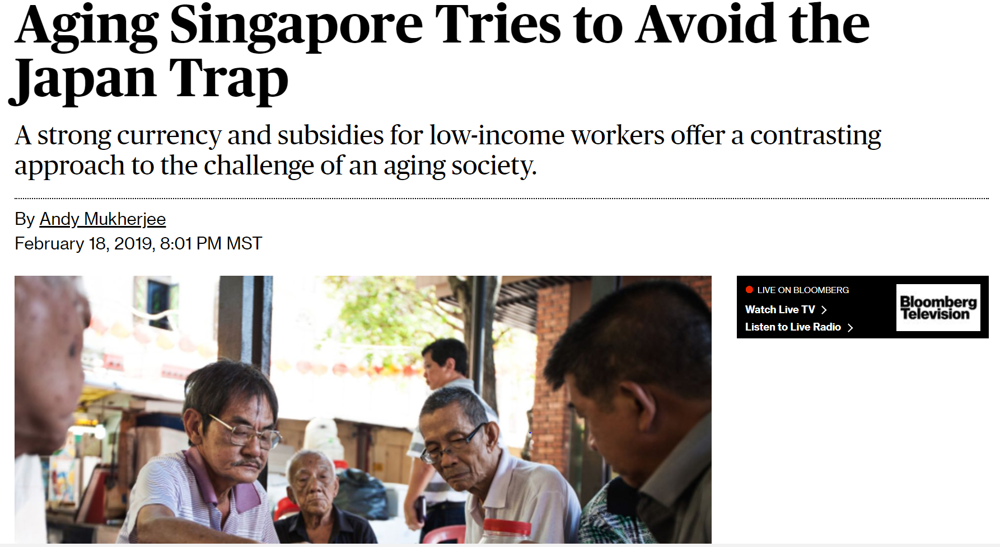 Aging Singapore Tries to Avoid the
Japan Trap
A strong currency and subsidies for low-income workers offer a contrasting
approach to the challenge of an aging society.
By Andy Mukherjee
February 18, 2019, 8:01 PM MST
LIVE ON BLOOMBERG
Watch Live TV
Listen to Live Radio
Bloomberg
Television